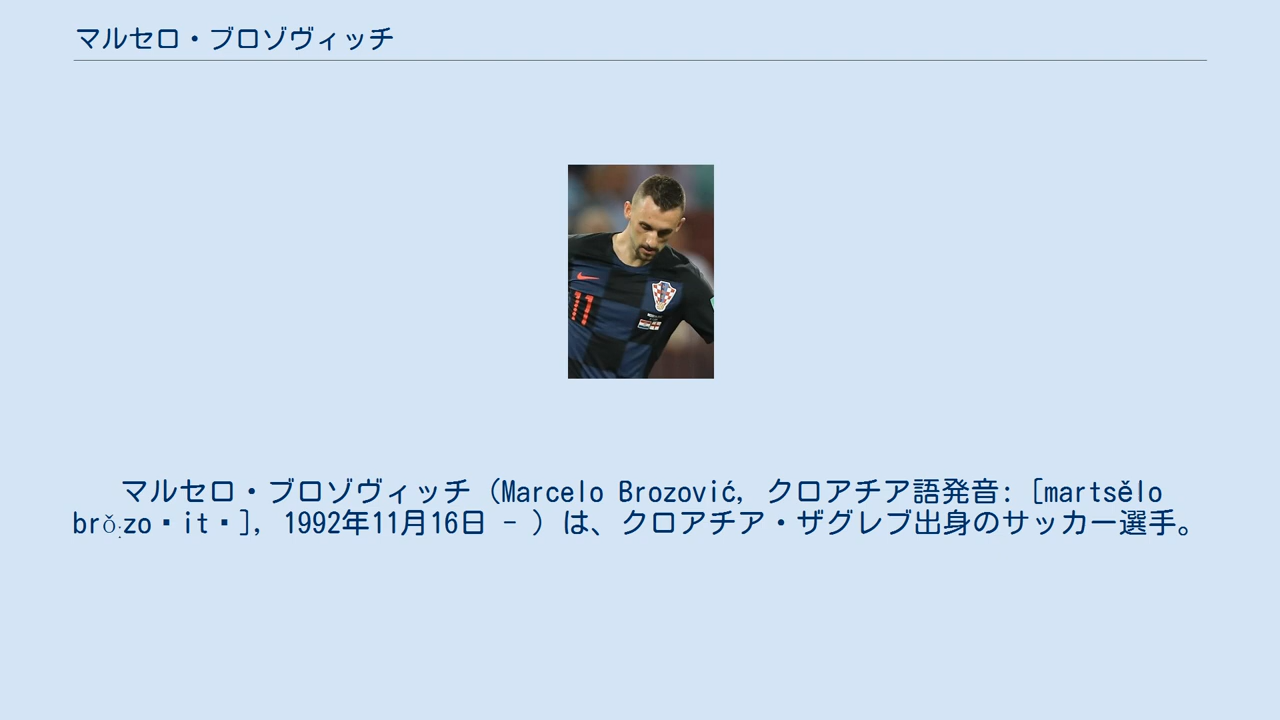 マルセロ・ブロゾヴィッチ
11
マルセロ・ブロゾヴィッチ（Marcelo Brozović, クロアチア語発音: [martsělo
brǒ̞zo▪it▪], 1992年11月16日 - ）は、クロアチア・ザグレブ出身のサッカー選手。